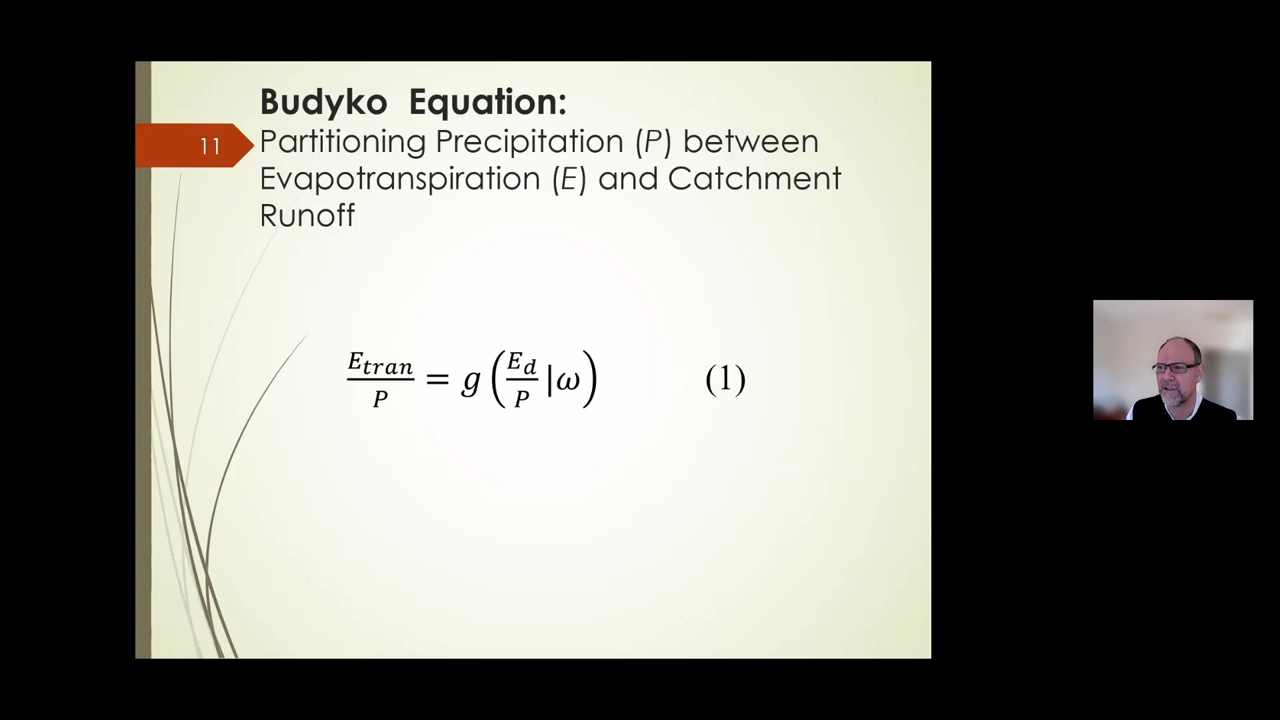 Budyko Equation:
11
Partitioning Precipitation (P) between
Evapotranspiration (E) and Catchment
Runoff
E_tran/P = g(E_d/P |ω) (1)